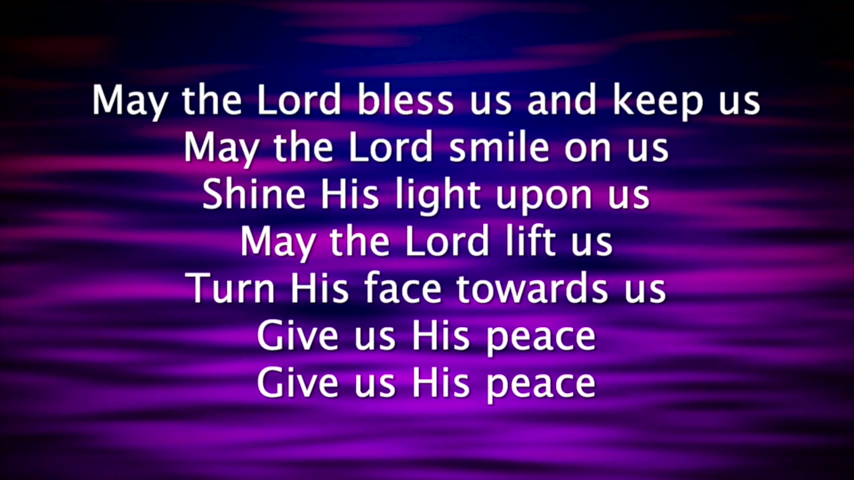 May the Lord bless us and keep us
May the Lord smile on us
Shine His light upon us
May the Lord lift us
Turn His face towards us
Give us His peace
Give us His peace